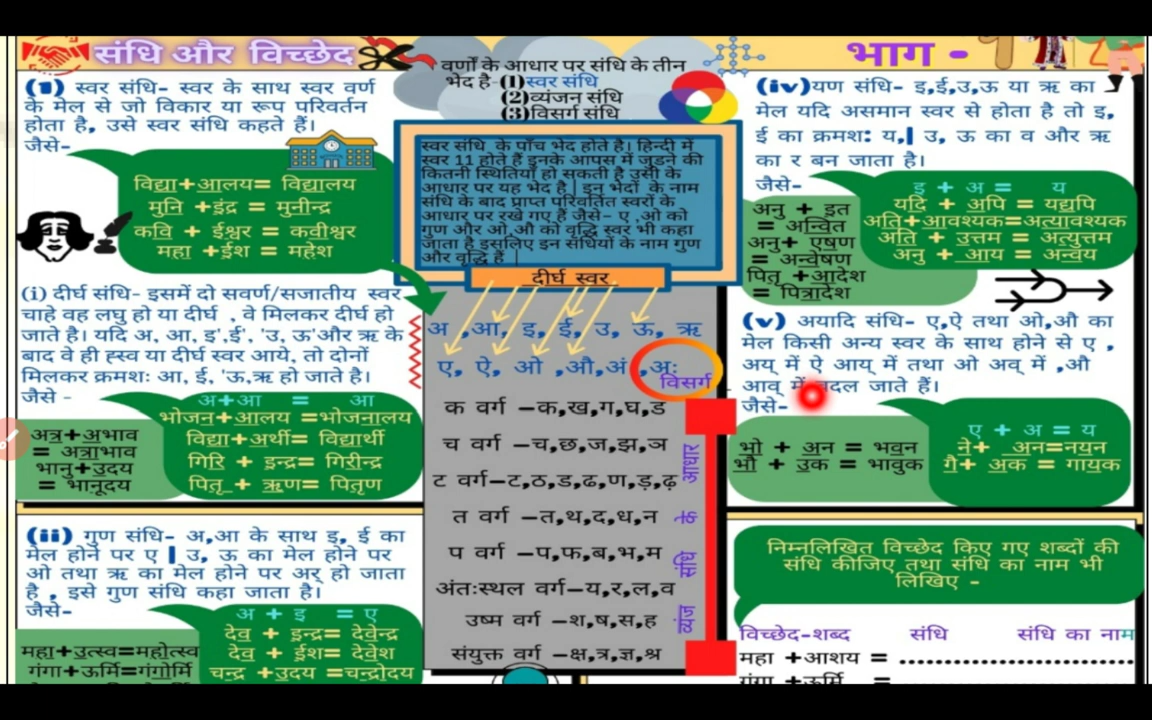 संधि और विच्छेद
भाग -
वर्णों के आधार पर संधि के तीन
भेद है-(1)स्वर संधि
(2)व्यंजन संधि
(3)विसर्ग संधि
(1) स्वर संधि- स्वर के साथ स्वर वर्ण
के मेल से जो विकार या रूप परिवर्तन
होता है, उसे स्वर संधि कहते हैं।
जैसे-
विद्या+आलय= विद्यालय
मुनि +इंद्र = मुनीन्द्र
कवि + ईश्वर = कवीश्वर
महा +ईश = महेश
(i) दीर्घ संधि- इसमें दो सवर्ण/सजातीय स्वर
चाहे वह लघु हो या दीर्घ , वे मिलकर दीर्घ हो
जाते है। यदि अ, आ, इ',ई', 'उ, ऊ'और ऋ के
बाद वे ही ह्स्व या दीर्घ स्वर आये, तो दोनों
मिलकर क्रमशः आ, ई, 'ऊ,ऋ हो जाते है।
जैसे -
अ+आ = आ
भोजन+आलय =भोजनालय
विद्या+अर्थी= विद्यार्थी
गिरि + इन्द्र= गिरीन्द्र
पितृ + ऋण= पितृण
अत्र+अभाव
= अत्राभाव
भानु+उदय
= भानूदय
(ii) गुण संधि- अ,आ के साथ इ, ई का
मेल होने पर ए | उ, ऊ का मेल होने पर
ओ तथा ऋ का मेल होने पर अर् हो जाता
है , इसे गुण संधि कहा जाता है।
जैसे-
अ + इ = ए
देव + इन्द्र= देवेन्द्र
देव + ईश= देवेश
चन्द्र +उदय =चन्द्रोदय
महा+उत्स्व=महोत्स्व
गंगा+ऊर्मि=गंगोर्मि
स्वर संधि के पाँच भेद होते है। हिन्दी में
स्वर 11 होते हैं इनके आपस में जुडने की
कितनी स्थितियाँ हो सकती है उसी के
आधार पर यह भेद है | इन भेदों के नाम
संधि के बाद प्राप्त परिवर्तित स्वरों के
आधार पर रखे गए हैं जैसे- ए ,ओ को
गुण और ओ,औ को वृद्धि स्वर भी कहा
जाता है इसलिए इन संधियों के नाम गुण
और वृद्धि हैं |
दीर्घ स्वर
अ ,आ, इ, ई, उ, ऊ, ऋ
ए, ऐ, ओ ,औ,अं ,अः
विसर्ग
क वर्ग –क,ख,ग,घ,ड
च वर्ग –च,छ,ज,झ,ञ
ट वर्ग–ट,ठ,ड,ढ,ण,ड़,ढ़
त वर्ग –त,थ,द,ध,न
प वर्ग –प,फ,ब,भ,म
अंतःस्थल वर्ग–य,र,ल,व
उष्म वर्ग –श,ष,स,ह
संयुक्त वर्ग –क्ष,त्र,ज्ञ,श्र
व्यंज संधि के आधार
(iv)यण संधि- इ,ई,उ,ऊ या ऋ का
मेल यदि असमान स्वर से होता है तो इ,
ई का क्रमश: य,| उ, ऊ का व और ऋ
का र बन जाता है।
जैसे-
इ + अ = य
यदि + अपि = यद्यपि
अति+आवश्यक=अत्यावश्यक
अति + उत्तम = अत्युत्तम
अनु + आय = अन्वय
अनु + इत
= अन्वित
अनु+ एषण
= अन्वेषण
पितृ +आदेश
= पित्रादेश
(v) अयादि संधि- ए,ऐ तथा ओ,औ का
मेल किसी अन्य स्वर के साथ होने से ए ,
अय् में ऐ आय् में तथा ओ अव् में ,औ
आव् में बदल जाते हैं।
जैसे-
ए + अ = य
ने+ अन=नयन
गै+ अक = गायक
भो + अन = भवन
भौ + उक = भावुक
निम्नलिखित विच्छेद किए गए शब्दों की
संधि कीजिए तथा संधि का नाम भी
लिखिए -
विच्छेद-शब्द संधि संधि का नाम
महा +आशय = ..............................
गंगा +ऊर्मि =